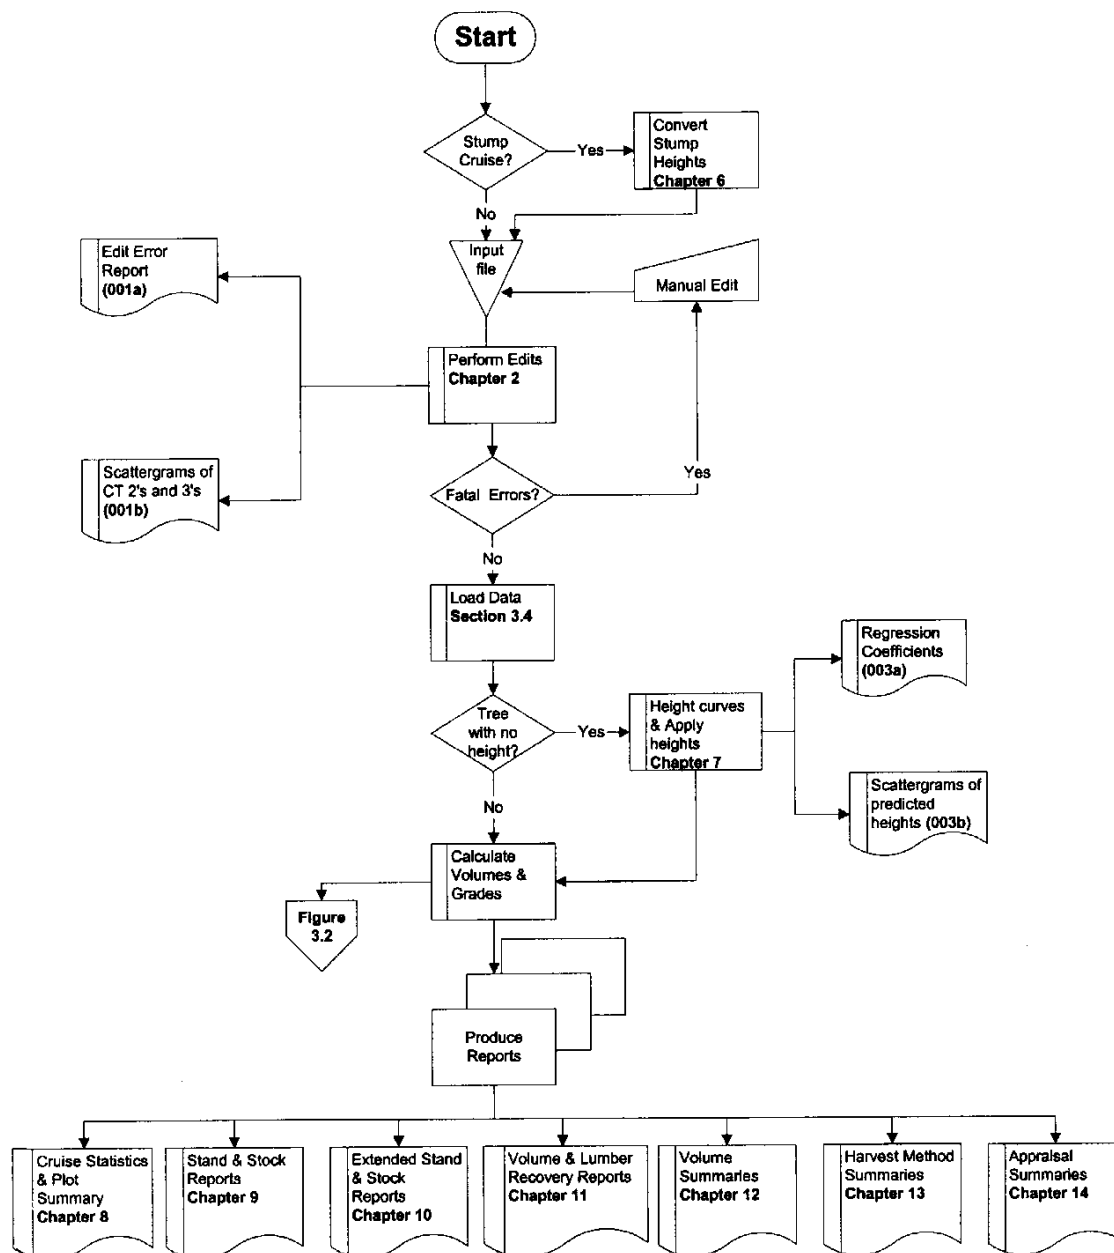 Start
Stump
Cruise?
Yes
Convert
Stump
Heights
Chapter 6
No
Input
file
Edit Error
Report
(001a)
Manual Edit
Perform Edits
Chapter 2
Scattergrams of
CT 2's and 3's
(001b)
Fatal Errors?
Yes
No
Load Data
Section 3.4
Regression
Coefficients
(003a)
Tree
with no
height?
Yes
Height curves
& Apply
heights
Chapter 7
Scattergrams of
predicted
heights (003b)
No
Calculate
Volumes &
Grades
Figure
3.2
Produce
Reports
Cruise Statistics
& Plot
Summary
Chapter 8
Stand & Stock
Reports
Chapter 9
Extended Stand
& Stock
Reports
Chapter 10
Volume & Lumber
Recovery Reports
Chapter 11
Volume
Summaries
Chapter 12
Harvest Method
Summaries
Chapter 13
Appraisal
Summaries
Chapter 14